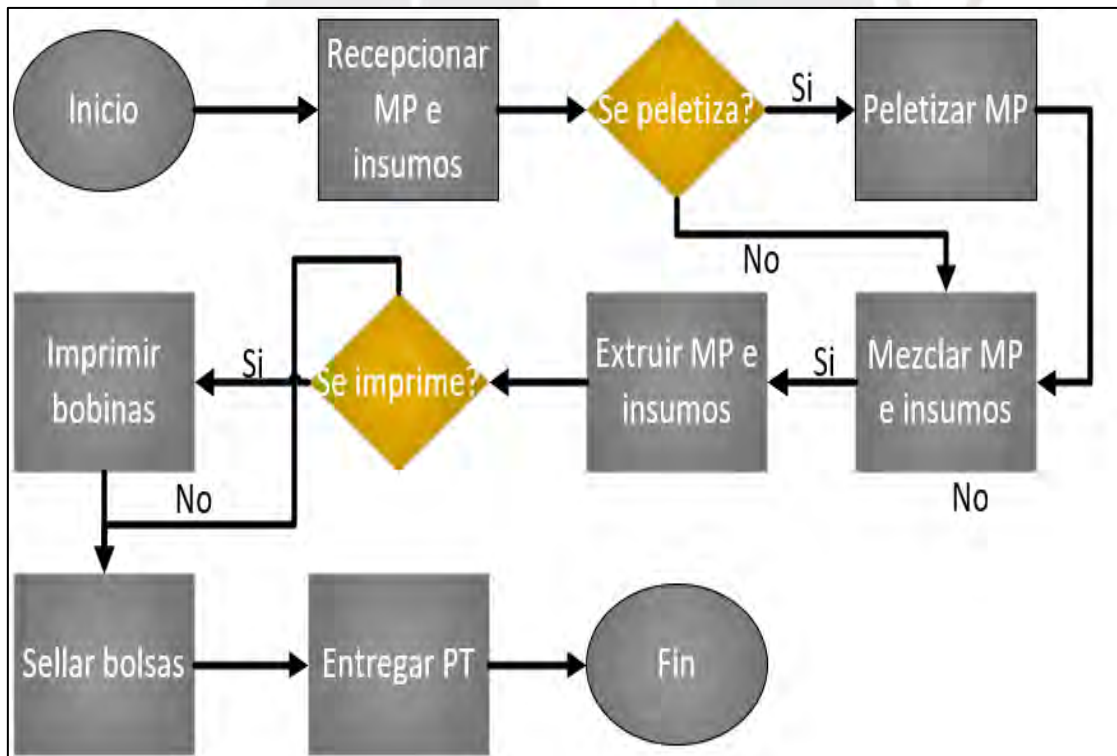 Inicio
Recepcionar
MP e
insumos
Se peletiza?
Si
Peletizar MP
No
Imprimir
bobinas
Si
Se imprime?
Extruir MP e
insumos
Si
Mezclar MP
e insumos
No
No
Sellar bolsas
Entregar PT
Fin